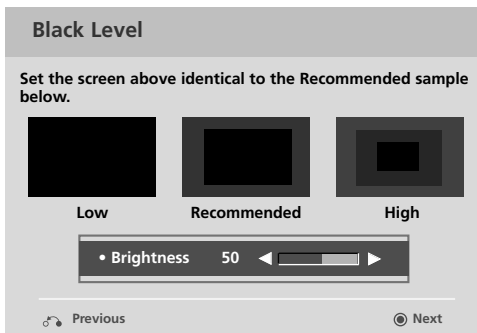 Black Level
Set the screen above identical to the Recommended sample
below.
Low Recommended High
• Brightness 50
Previous Next